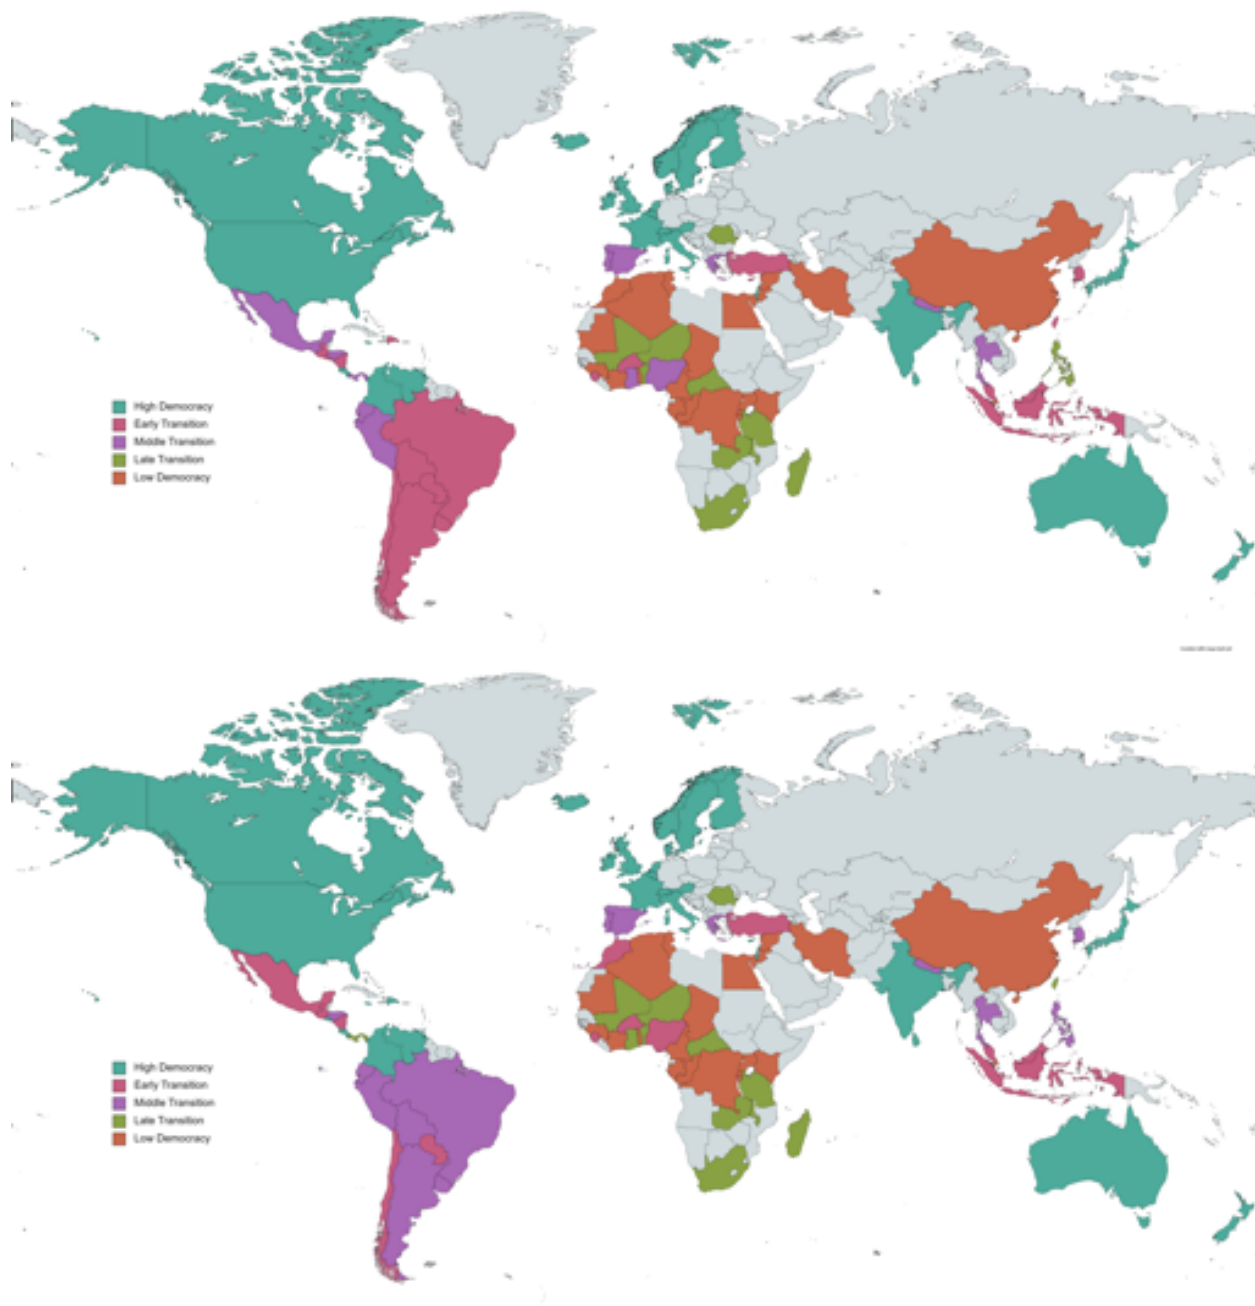 High Democracy
Early Transition
Middle Transition
Late Transition
Low Democracy
High Democracy
Early Transition
Middle Transition
Late Transition
Low Democracy